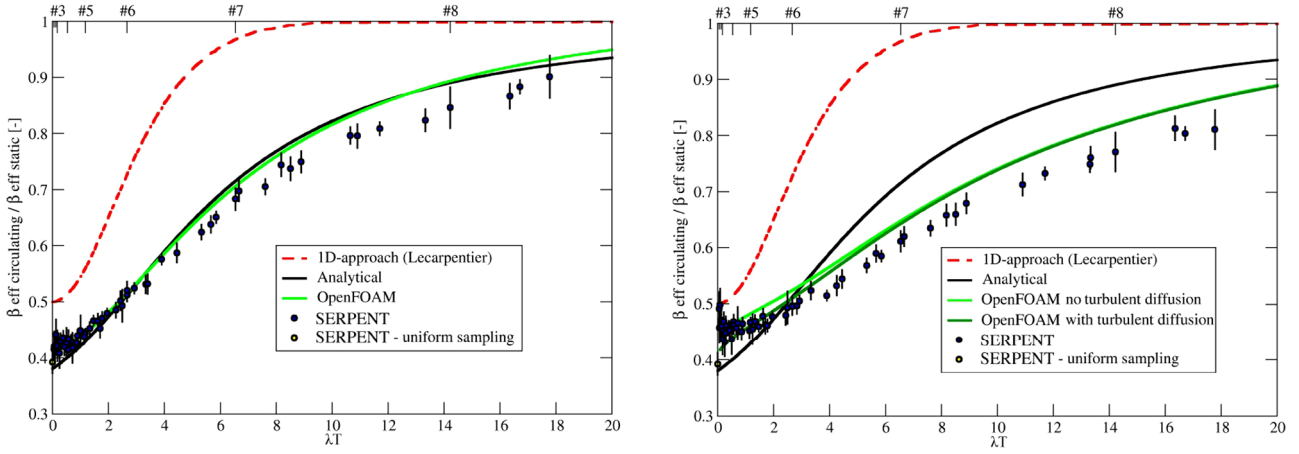 #3 #5 #6 #7 #8
1
0.9
0.8
0.7
0.6
0.5
0.4
0.3
β eff circulating / β eff static [-]
1D-approach (Lecarpentier)
Analytical
OpenFOAM
SERPENT
SERPENT - uniform sampling
0 2 4 6 8 10 12 14 16 18 20
λT
#3 #5 #6 #7 #8
1
0.9
0.8
0.7
0.6
0.5
0.4
0.3
β eff circulating / β eff static [-]
1D-approach (Lecarpentier)
Analytical
OpenFOAM no turbulent diffusion
OpenFOAM with turbulent diffusion
SERPENT
SERPENT - uniform sampling
0 2 4 6 8 10 12 14 16 18 20
λT